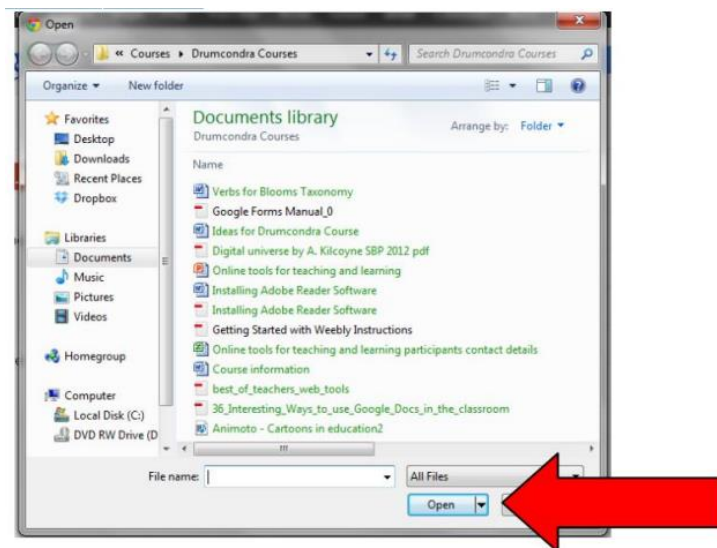 Open
« Courses ▸ Drumcondra Courses
Search Drumcondra Courses
Organize
New folder
Favorites
Desktop
Downloads
Recent Places
Dropbox
Libraries
Documents
Music
Pictures
Videos
Homegroup
Computer
Local Disk (C:)
DVD RW Drive (D
Documents library
Drumcondra Courses
Arrange by: Folder
Name
Verbs for Blooms Taxonomy
Google Forms Manual_0
Ideas for Drumcondra Course
Digital universe by A. Kilcoyne SBP 2012 pdf
Online tools for teaching and learning
Installing Adobe Reader Software
Installing Adobe Reader Software
Getting Started with Weebly Instructions
Online tools for teaching and learning participants contact details
Course information
best_of_teachers_web_tools
36_Interesting_Ways_to_use_Google_Docs_in_the_classroom
Animoto - Cartoons in education2
File name:
All Files
Open